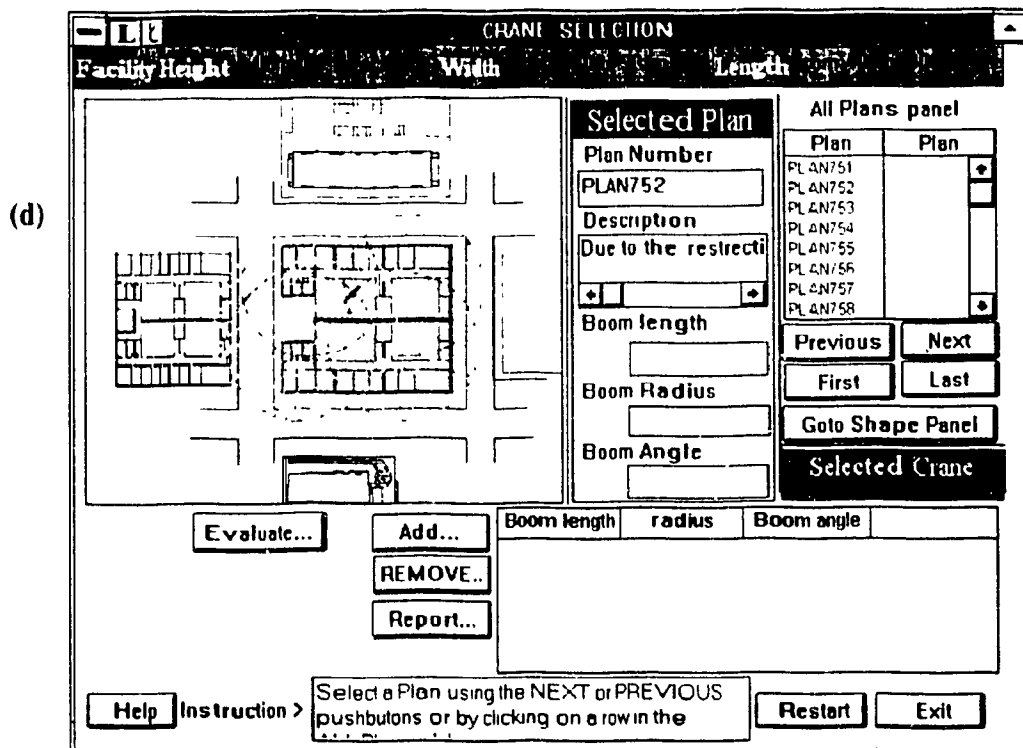 CRANE SELECTION
Facility Height Width Length
(d)
Selected Plan
Plan Number
PLAN752
Description
Due to the restrecti
Boom length
Boom Radius
Boom Angle
All Plans panel
Plan Plan
PLAN751
PLAN752
PLAN753
PLAN754
PLAN755
PLAN756
PLAN757
PLAN758
Previous Next
First Last
Goto Shape Panel
Selected Crane
Evaluate...
Add...
REMOVE..
Report...
Boom length radius Boom angle
Help Instruction >
Select a Plan using the NEXT or PREVIOUS
pushbutons or by clicking on a row in the
Restart Exit